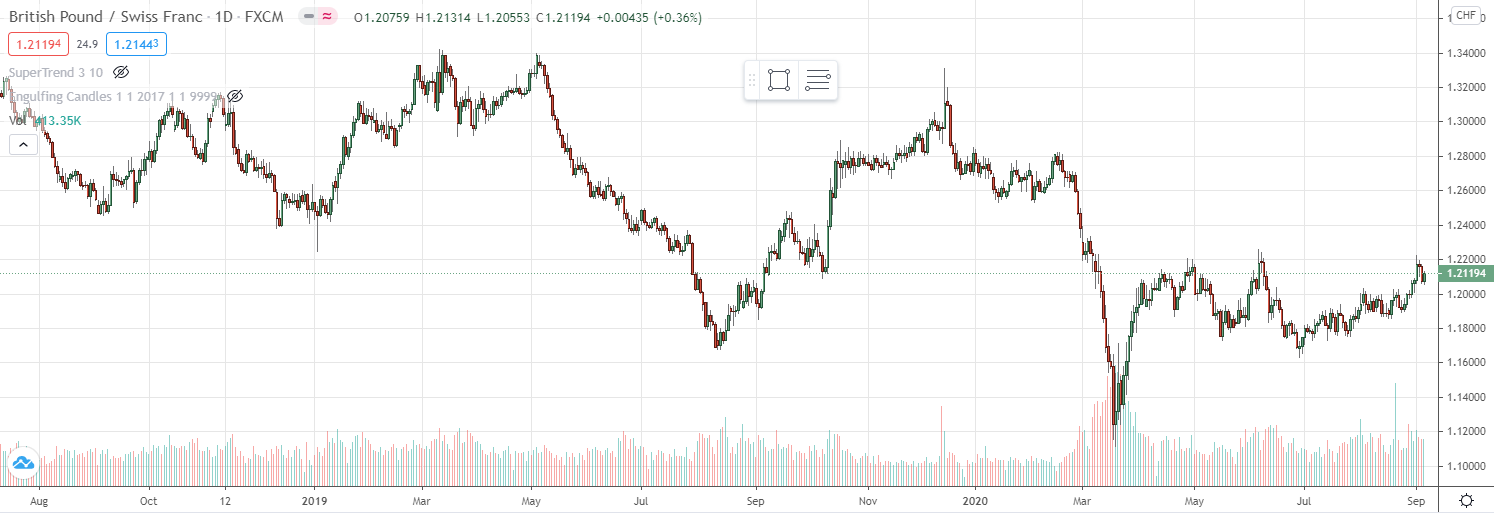 British Pound / Swiss Franc · 1D · FXCM O1.20759 H1.21314 L1.20553 C1.21194 +0.00435 (+0.36%)
CHF
1.21194 24.9 1.21443
SuperTrend 3 10
Engulfing Candles 1 1 2017 1 1 9999
Vol 413.35K
1.34000
1.32000
1.30000
1.28000
1.26000
1.24000
1.22000
1.21194
1.20000
1.18000
1.16000
1.14000
1.12000
1.10000
Aug Oct 12 2019 Mar May Jul Sep Nov 2020 Mar May Jul Sep